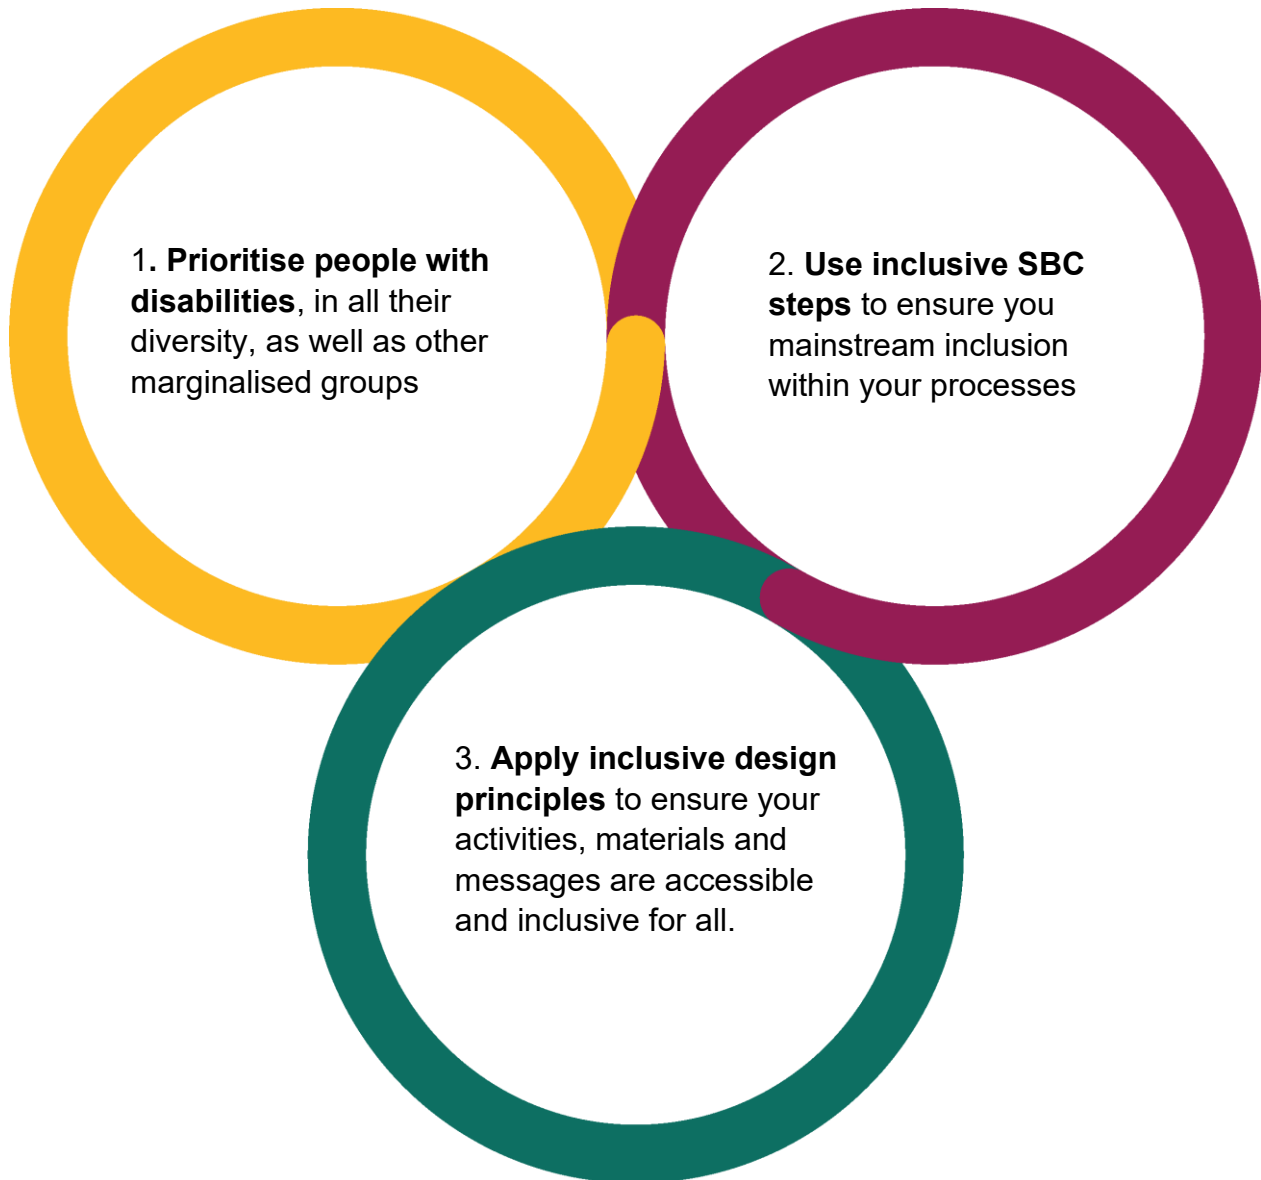 1. Prioritise people with
disabilities, in all their
diversity, as well as other
marginalised groups
2. Use inclusive SBC
steps to ensure you
mainstream inclusion
within your processes
3. Apply inclusive design
principles to ensure your
activities, materials and
messages are accessible
and inclusive for all.